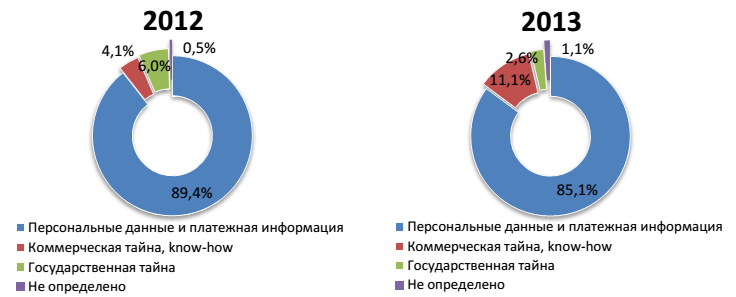 2012
4,1%
0,5%
6,0%
89,4%
Персональные данные и платежная информация
Коммерческая тайна, know-how
Государственная тайна
Не определено
2013
2,6%
1,1%
11,1%
85,1%
Персональные данные и платежная информация
Коммерческая тайна, know-how
Государственная тайна
Не определено